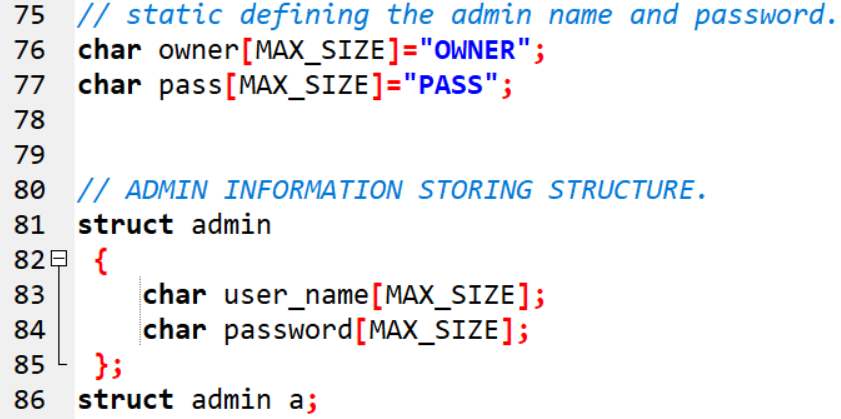 75 // static defining the admin name and password.
76 char owner[MAX_SIZE]="OWNER";
77 char pass[MAX_SIZE]="PASS";
78
79
80 // ADMIN INFORMATION STORING STRUCTURE.
81 struct admin
82 {
83 char user_name[MAX_SIZE];
84 char password[MAX_SIZE];
85 };
86 struct admin a;